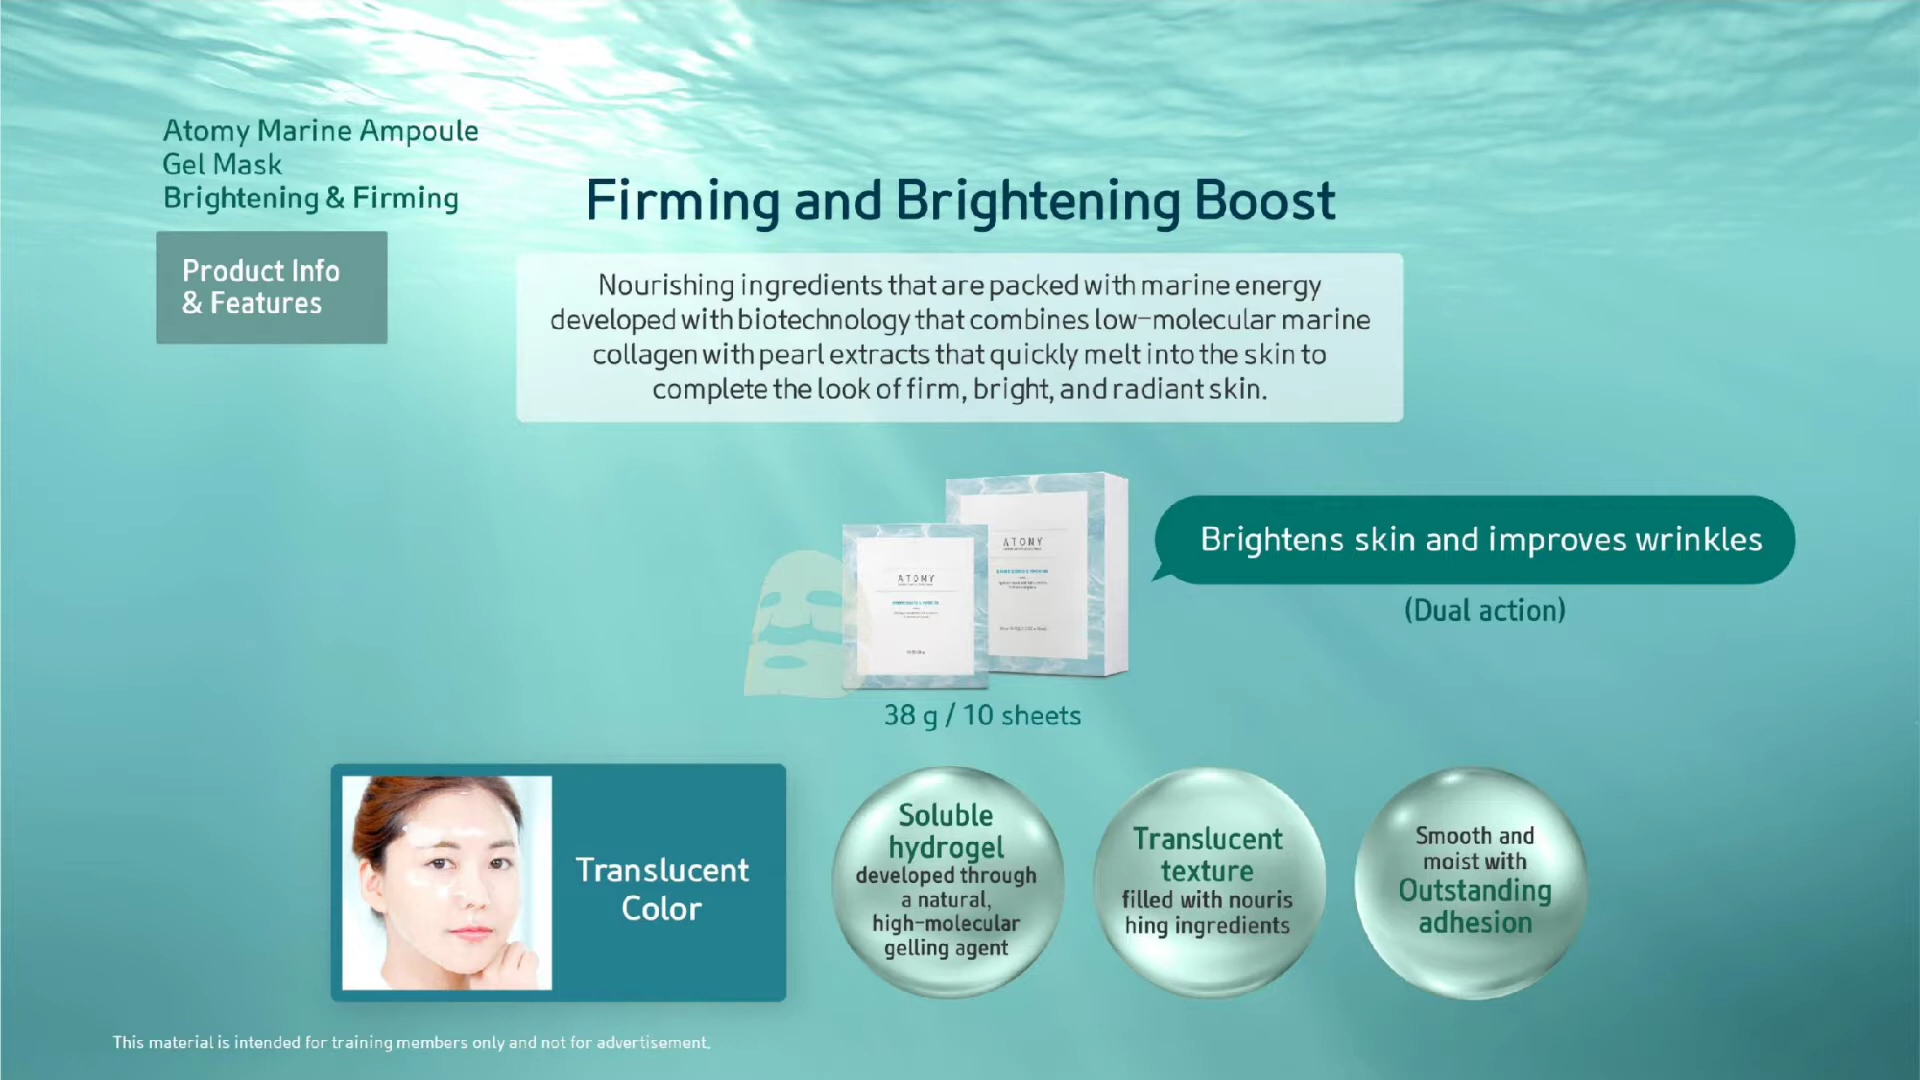 Atomy Marine Ampoule
Gel Mask
Brightening & Firming
Product Info
& Features
Firming and Brightening Boost
Nourishing ingredients that are packed with marine energy
developed with biotechnology that combines low-molecular marine
collagen with pearl extracts that quickly melt into the skin to
complete the look of firm, bright, and radiant skin.
ATOMY
ATOMY
Brightens skin and improves wrinkles
(Dual action)
38 g / 10 sheets
Translucent
Color
Soluble
hydrogel
developed through
a natural,
high-molecular
gelling agent
Translucent
texture
filled with nouris
hing ingredients
Smooth and
moist with
Outstanding
adhesion
This material is intended for training members only and not for advertisement.